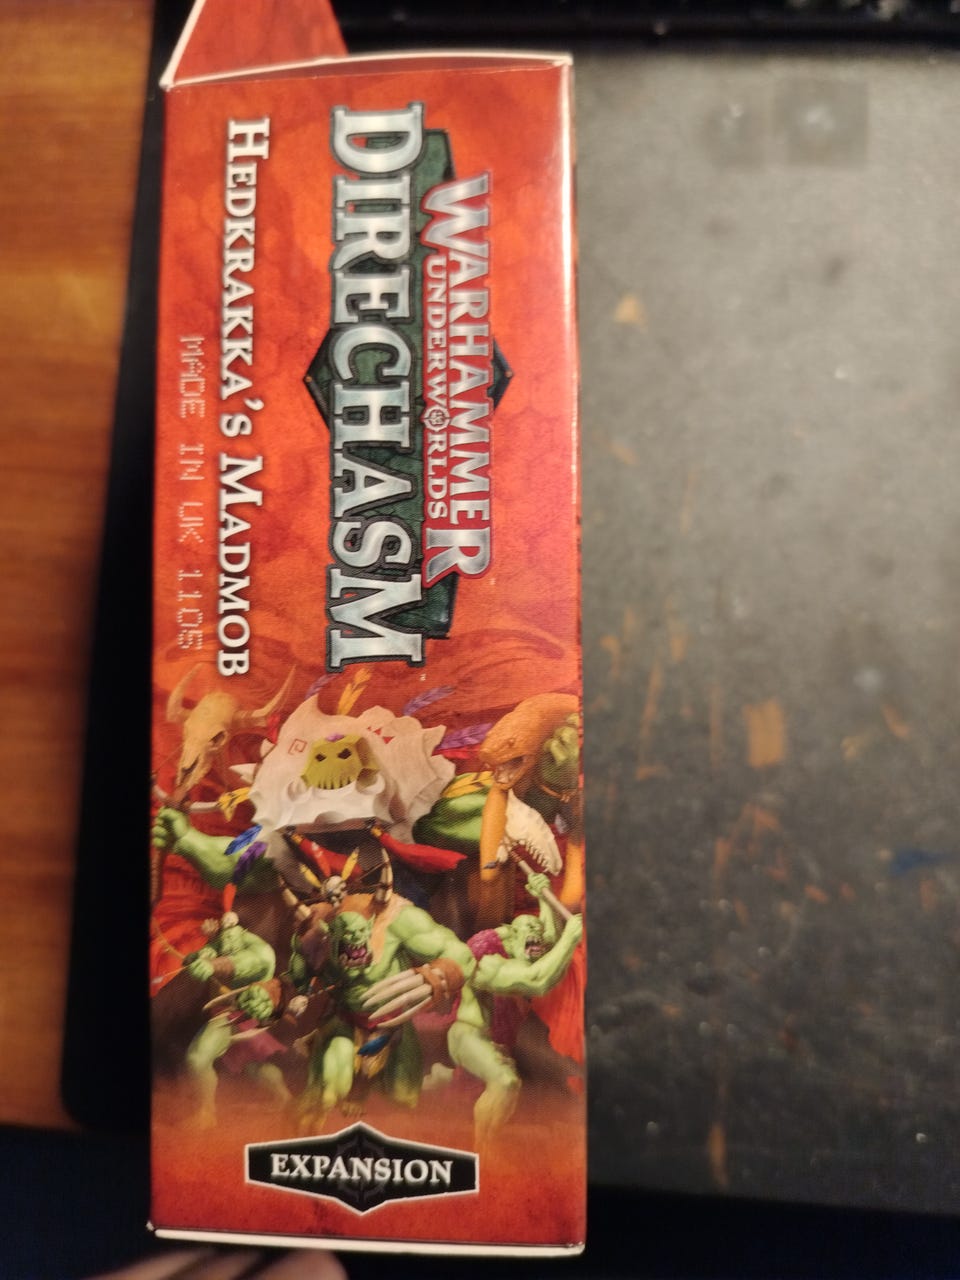 WARHAMMER
UNDERWORLDS
DIRECHASM
HEDKRAKKA'S MADMOB
MADE IN UK 1105
EXPANSION